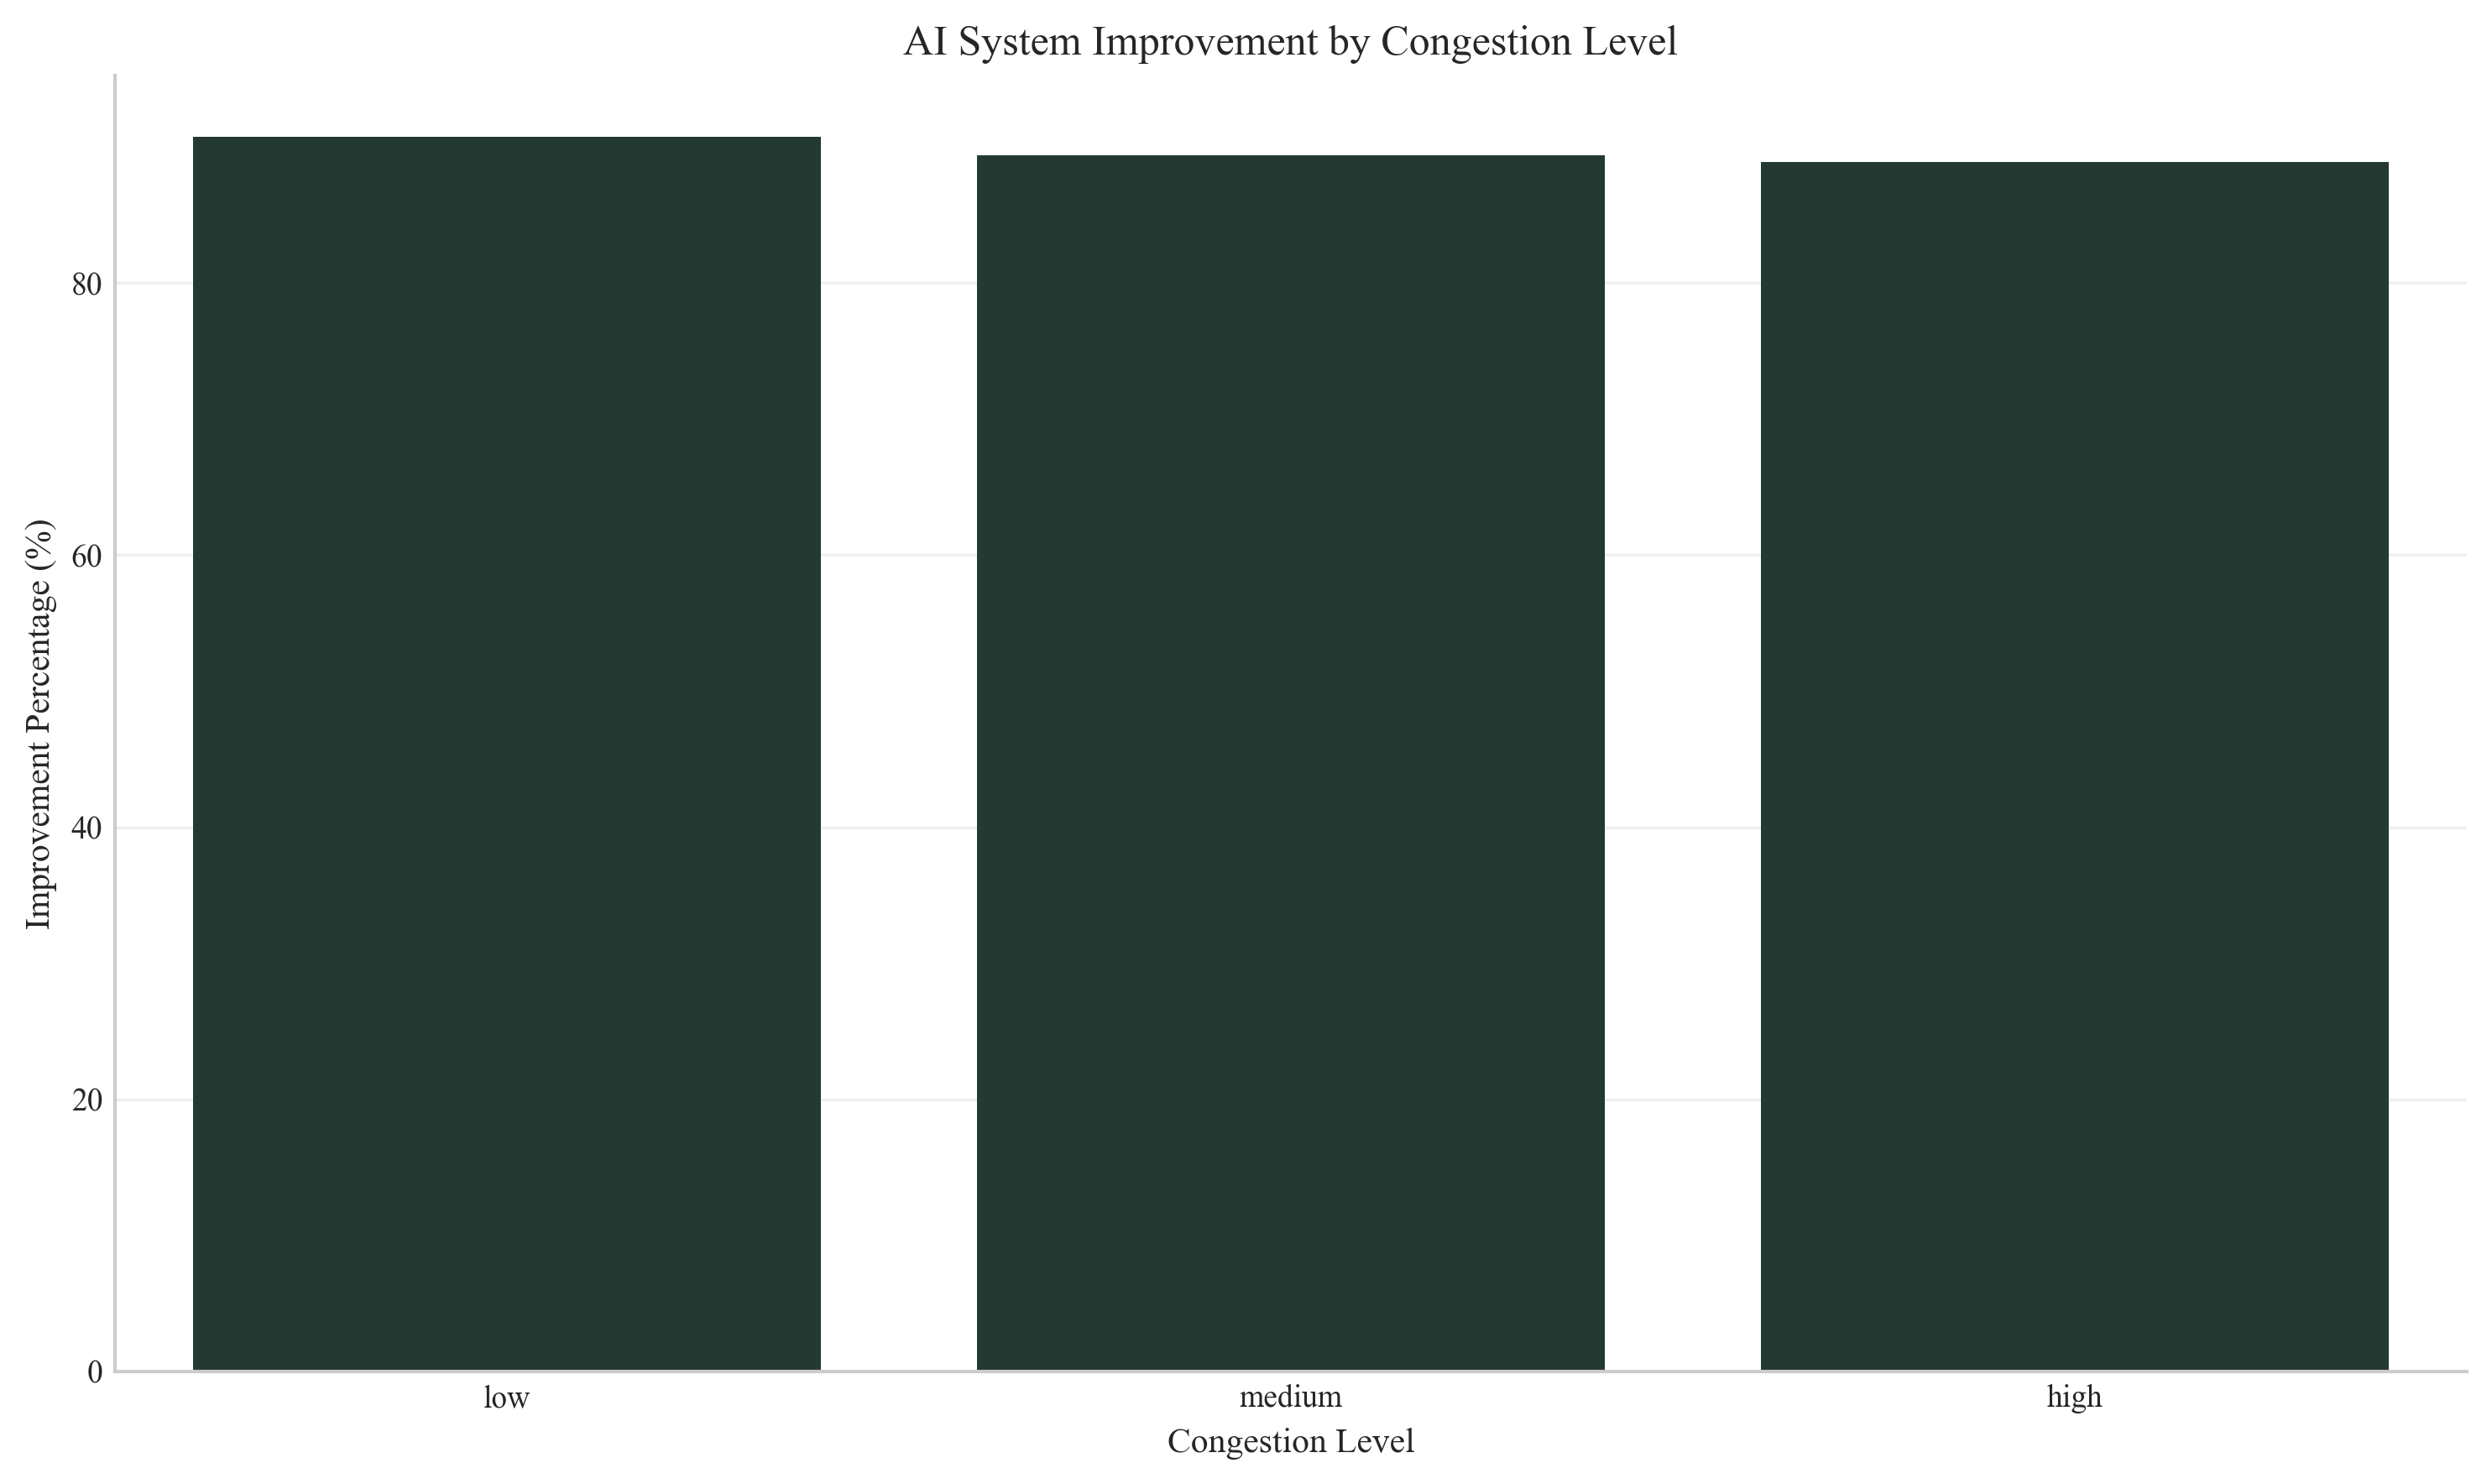 AI System Improvement by Congestion Level
Improvement Percentage (%)
80
60
40
20
0
low medium high
Congestion Level